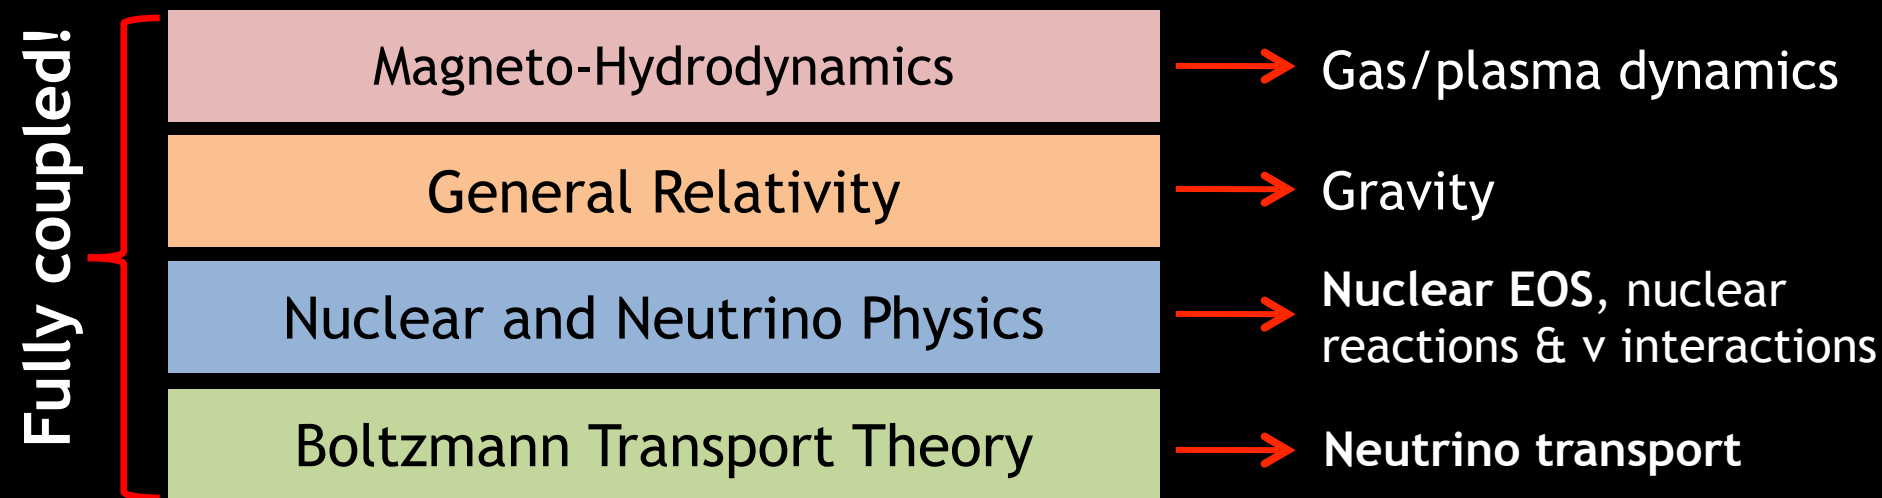 Fully coupled!
Magneto-Hydrodynamics
Gas/plasma dynamics
General Relativity
Gravity
Nuclear and Neutrino Physics
Nuclear EOS, nuclear
reactions & ν interactions
Boltzmann Transport Theory
Neutrino transport